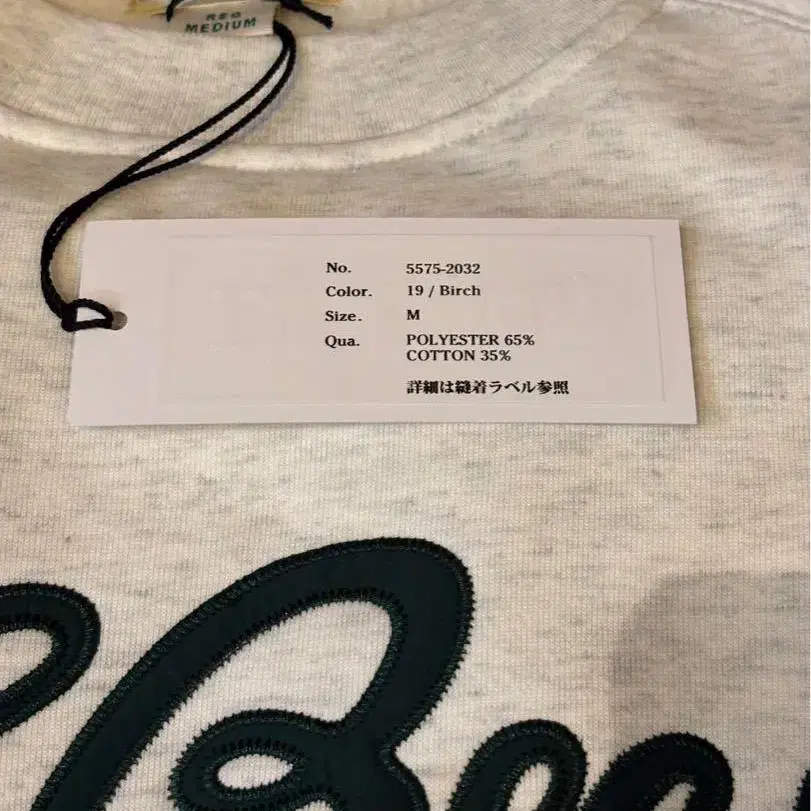 REG
MEDIUM
No. 5575-2032
Color. 19 / Birch
Size. M
Qua. POLYESTER 65%
COTTON 35%
詳細は縫着ラベル参照